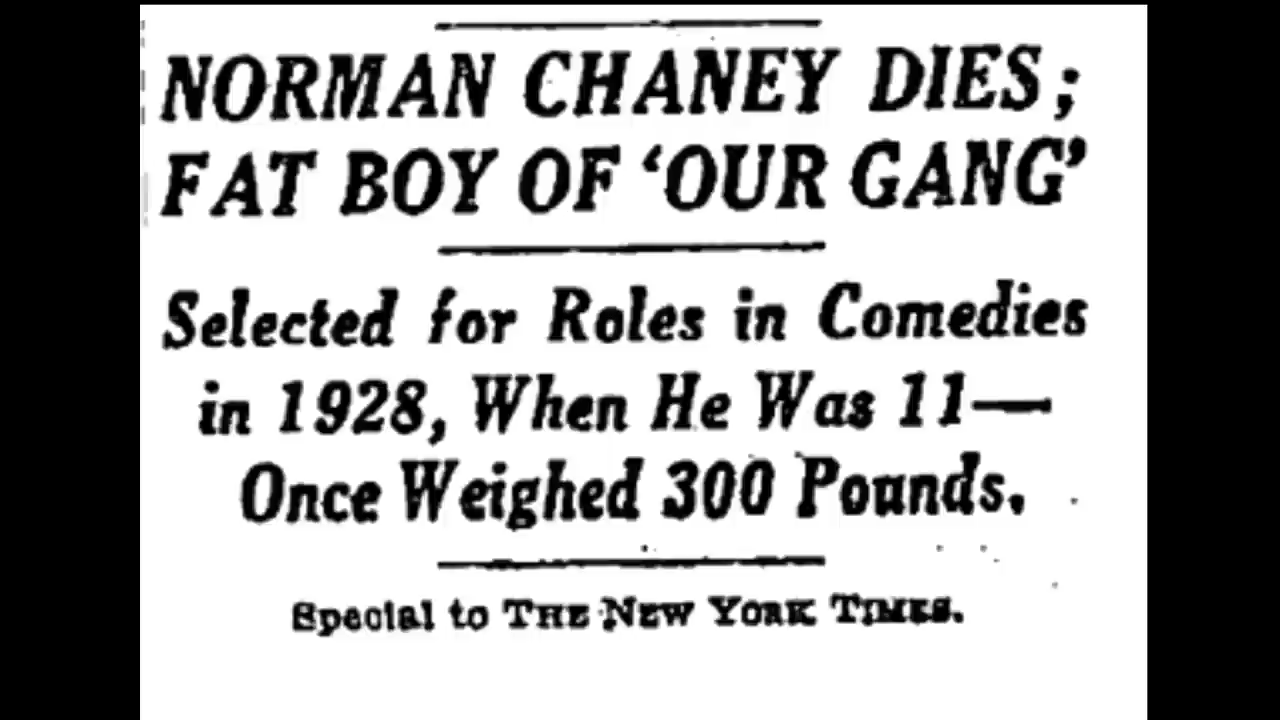 NORMAN CHANEY DIES;
FAT BOY OF ‘OUR GANG’
Selected for Roles in Comedies
in 1928, When He Was 11—
Once Weighed 300 Pounds.
Special to THE NEW YORK TIMES.